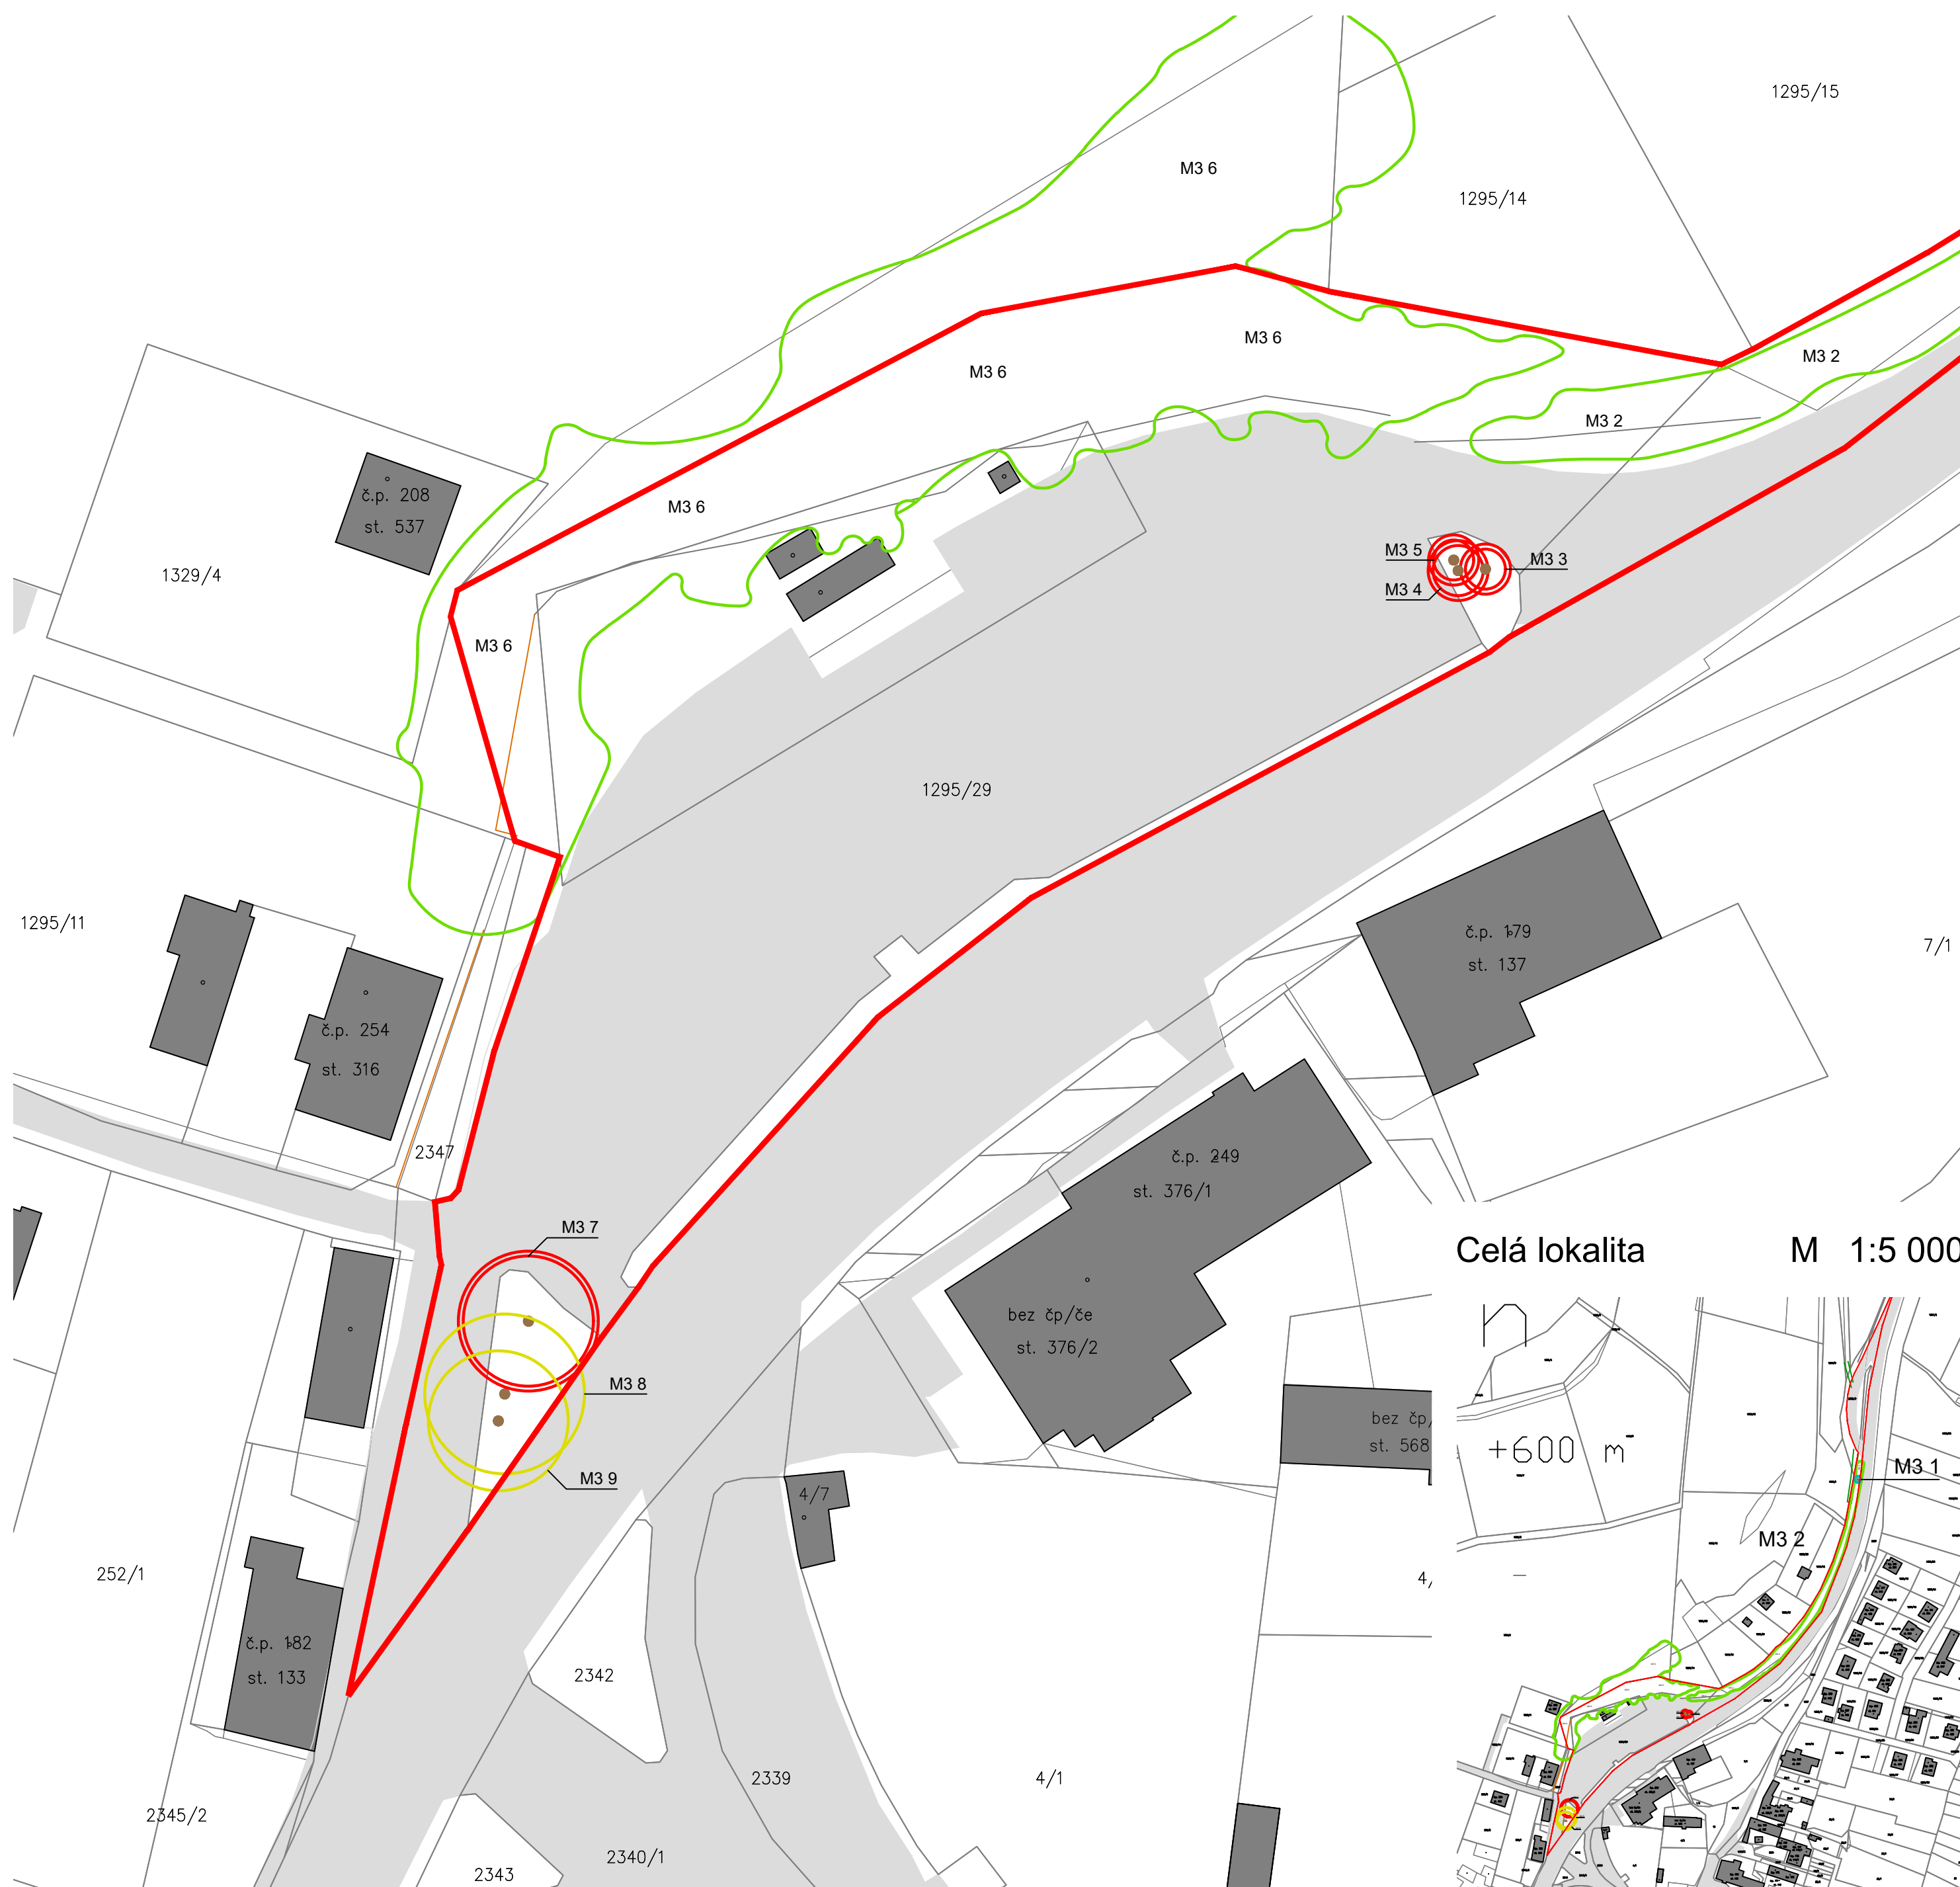 1295/15
M3 6
1295/14
M3 6
M3 2
M3 6
M3 2
č.p. 208
st. 537
M3 6
M3 5
M3 3
1329/4
M3 4
M3 6
1295/29
1295/11
č.p. 179
st. 137
7/1
č.p. 254
st. 316
2347
č.p. 249
st. 376/1
M3 7
Celá lokalita M 1:5 000
bez čp/če
st. 376/2
M3 8
bez čp/
st. 568
+600 m
M3 1
M3 9
4/7
M3 2
252/1
4/
č.p. 182
st. 133
2342
2339
4/1
2345/2
2340/1
2343